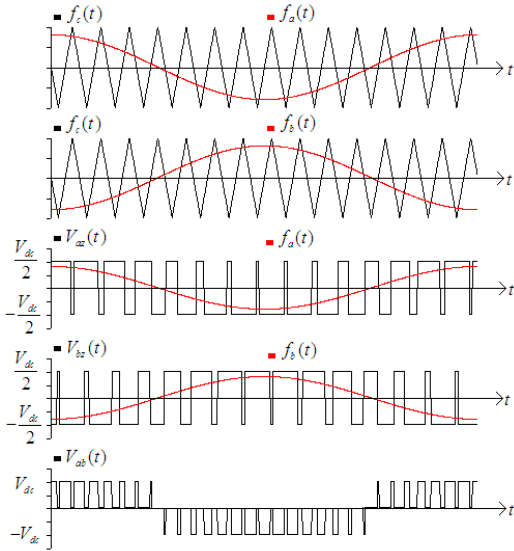 f_c(t) f_a(t)
t
f_c(t) f_b(t)
t
V_az(t) f_a(t)
V_dc/2
t
-V_dc/2
V_bz(t) f_b(t)
V_dc/2
t
-V_dc/2
V_ab(t)
V_dc
t
-V_dc